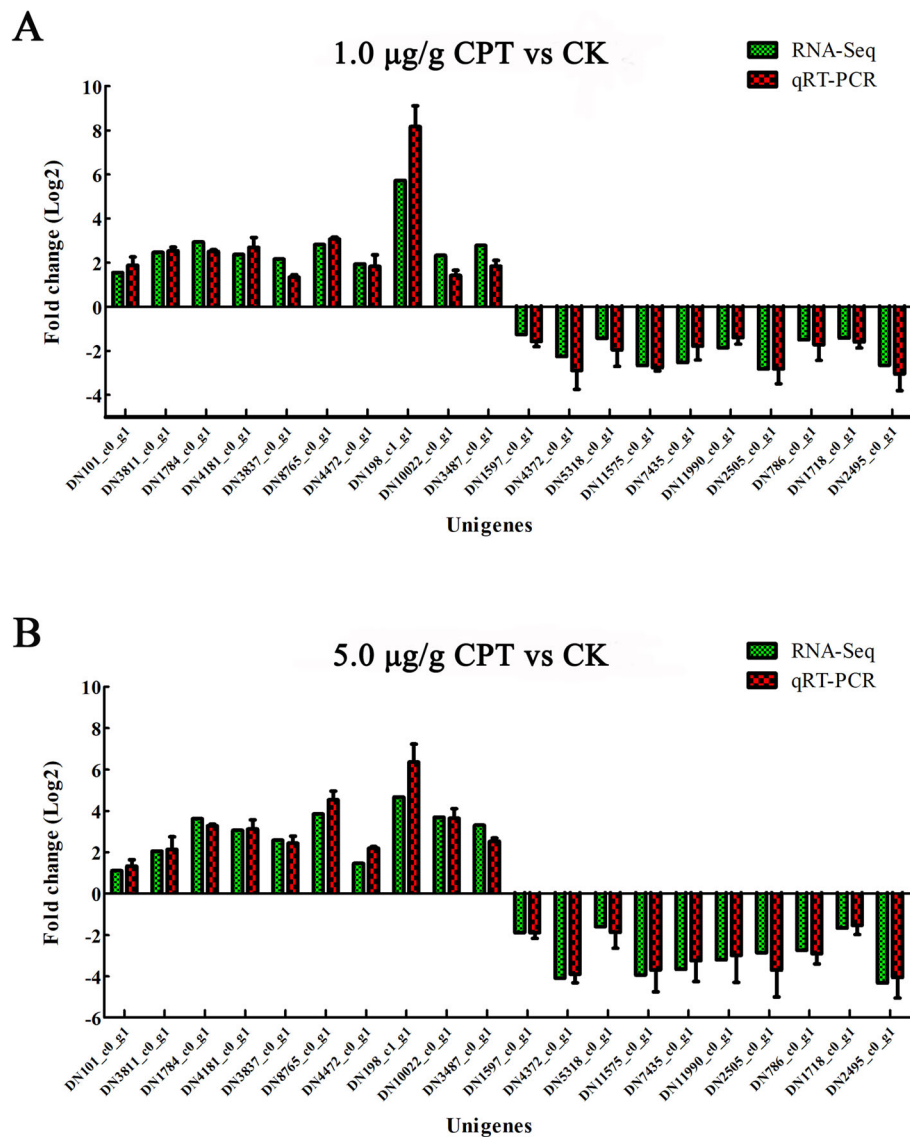 A
1.0 μg/g CPT vs CK
RNA-Seq
qRT-PCR
Fold change (Log2)
10
8
6
4
2
0
-2
-4
DN101_c0_g1
DN3811_c0_g1
DN1784_c0_g1
DN4181_c0_g1
DN3837_c0_g1
DN8765_c0_g1
DN4472_c0_g1
DN198_c1_g1
DN10022_c0_g1
DN3487_c0_g1
DN1597_c0_g1
DN4372_c0_g1
DN5318_c0_g1
DN11575_c0_g1
DN7435_c0_g1
DN11990_c0_g1
DN2505_c0_g1
DN786_c0_g1
DN1718_c0_g1
DN2495_c0_g1
Unigenes
B
5.0 μg/g CPT vs CK
RNA-Seq
qRT-PCR
Fold change (Log2)
10
8
6
4
2
0
-2
-4
-6
DN101_c0_g1
DN3811_c0_g1
DN1784_c0_g1
DN4181_c0_g1
DN3837_c0_g1
DN8765_c0_g1
DN4472_c0_g1
DN198_c1_g1
DN10022_c0_g1
DN3487_c0_g1
DN1597_c0_g1
DN4372_c0_g1
DN5318_c0_g1
DN11575_c0_g1
DN7435_c0_g1
DN11990_c0_g1
DN2505_c0_g1
DN786_c0_g1
DN1718_c0_g1
DN2495_c0_g1
Unigenes